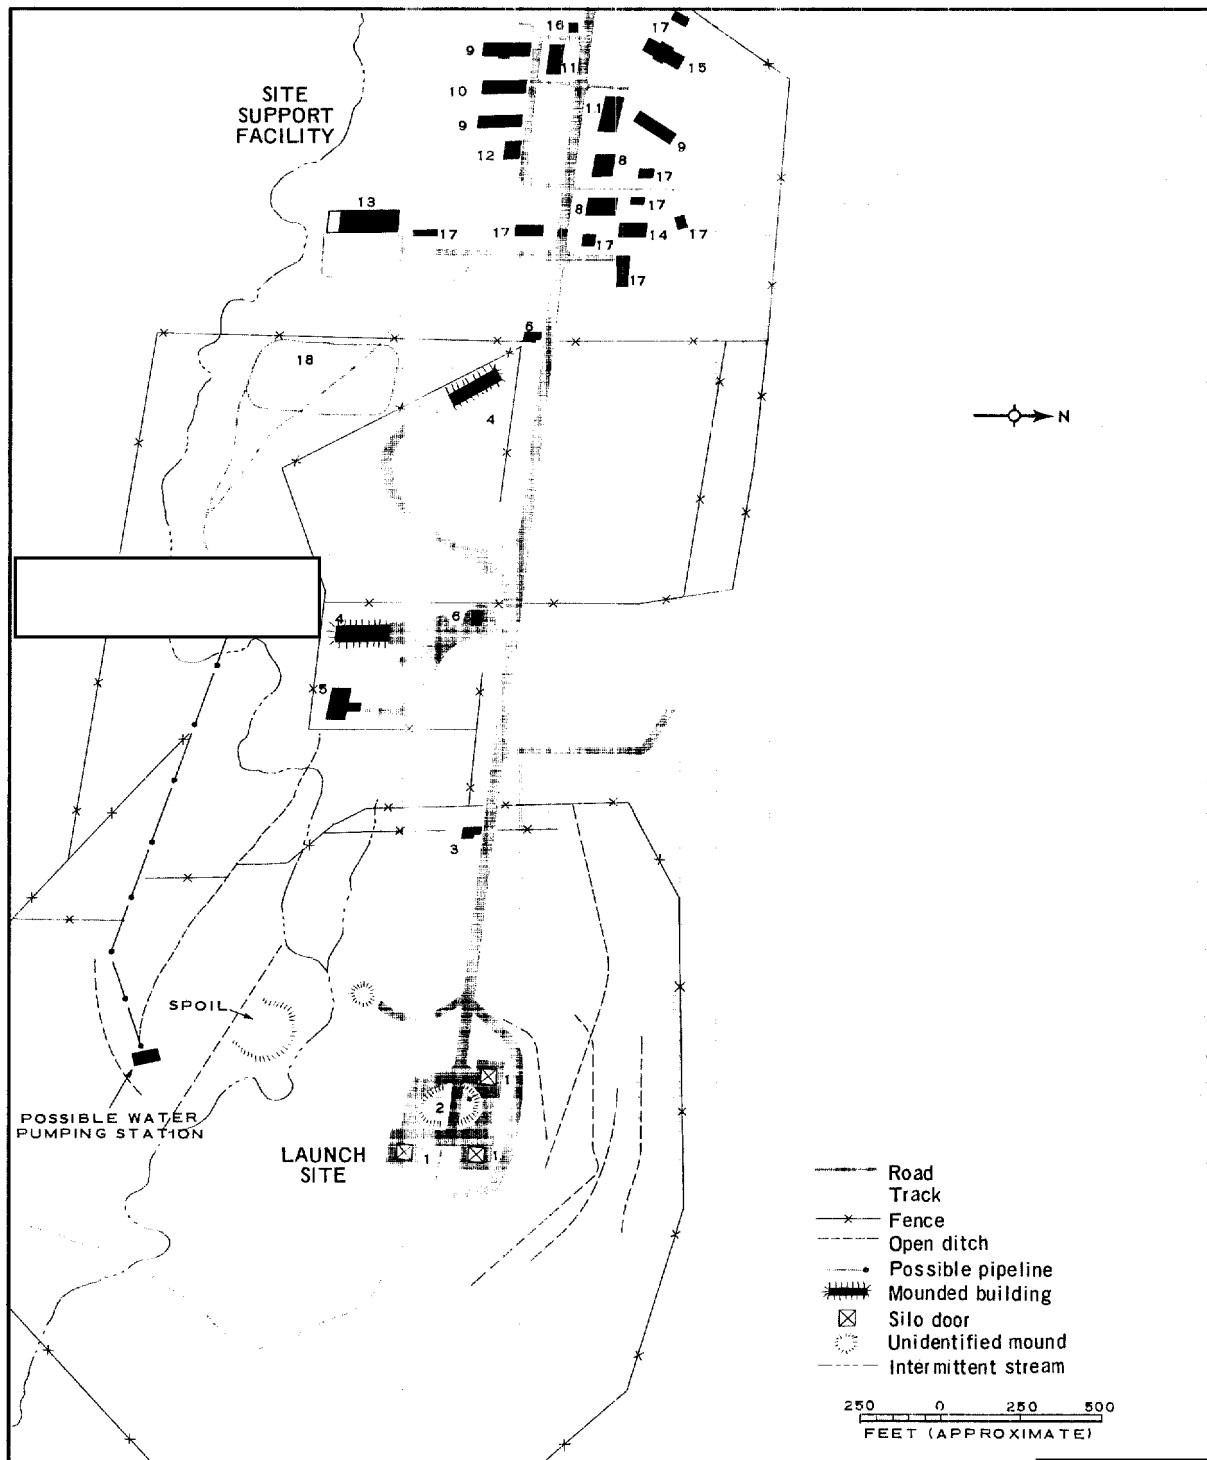 16
17
9
11
15
SITE
SUPPORT
FACILITY
10
11
9
9
12
8
17
13
17
8
17
17
17
14
17
17
6
18
4
N
4
6
5
3
SPOIL
1
2
POSSIBLE WATER
PUMPING STATION
LAUNCH
SITE
1
1
Road
Track
Fence
Open ditch
Possible pipeline
Mounded building
Silo door
Unidentified mound
Intermittent stream
250 0 250 500
FEET (APPROXIMATE)